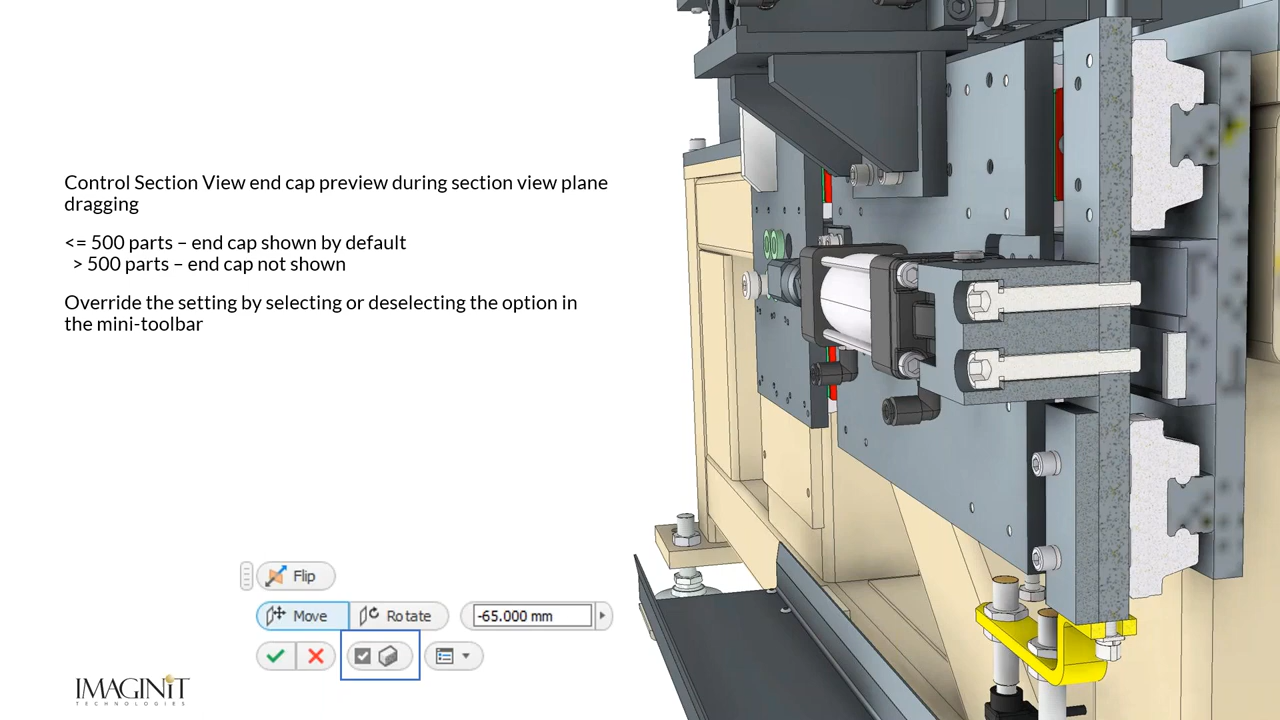 Control Section View end cap preview during section view plane
dragging
<= 500 parts – end cap shown by default
> 500 parts – end cap not shown
Override the setting by selecting or deselecting the option in
the mini-toolbar
Flip
Move
Rotate
-65.000 mm
IMAGINiT
TECHNOLOGIES